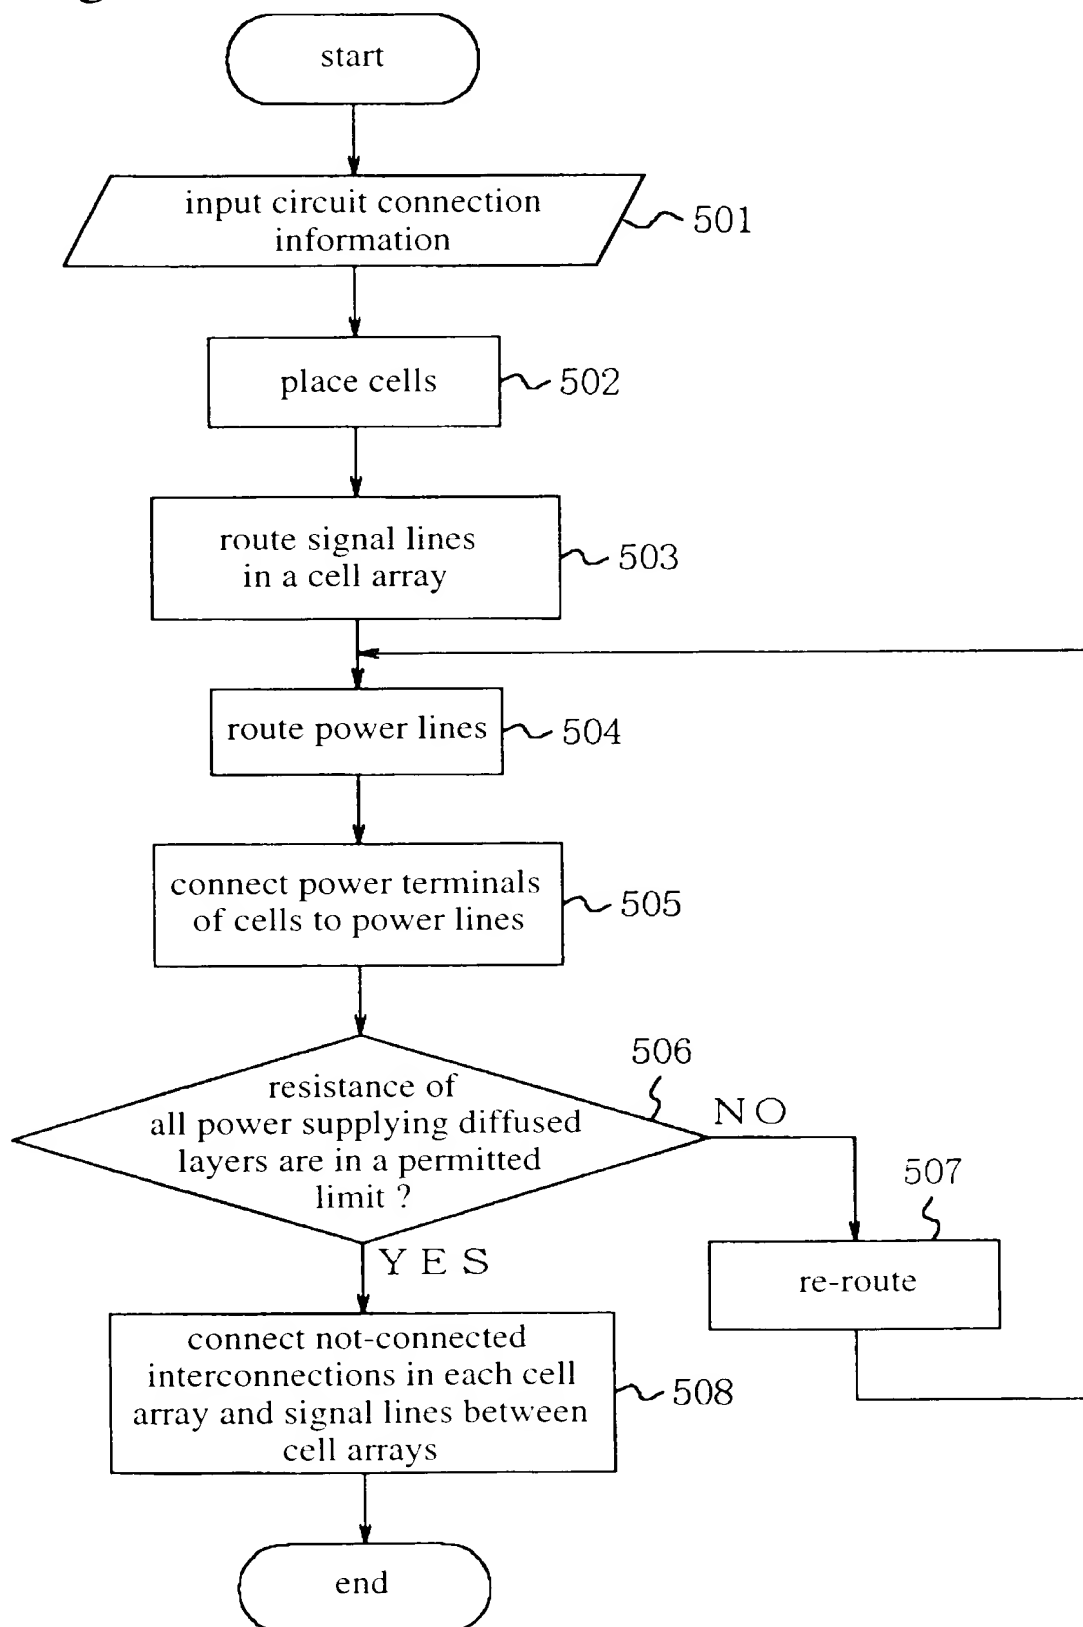 start
input circuit connection
information
501
place cells
502
route signal lines
in a cell array
503
route power lines
504
connect power terminals
of cells to power lines
505
506
resistance of
all power supplying diffused
layers are in a permitted
limit ?
NO
507
re-route
YES
connect not-connected
interconnections in each cell
array and signal lines between
cell arrays
508
end